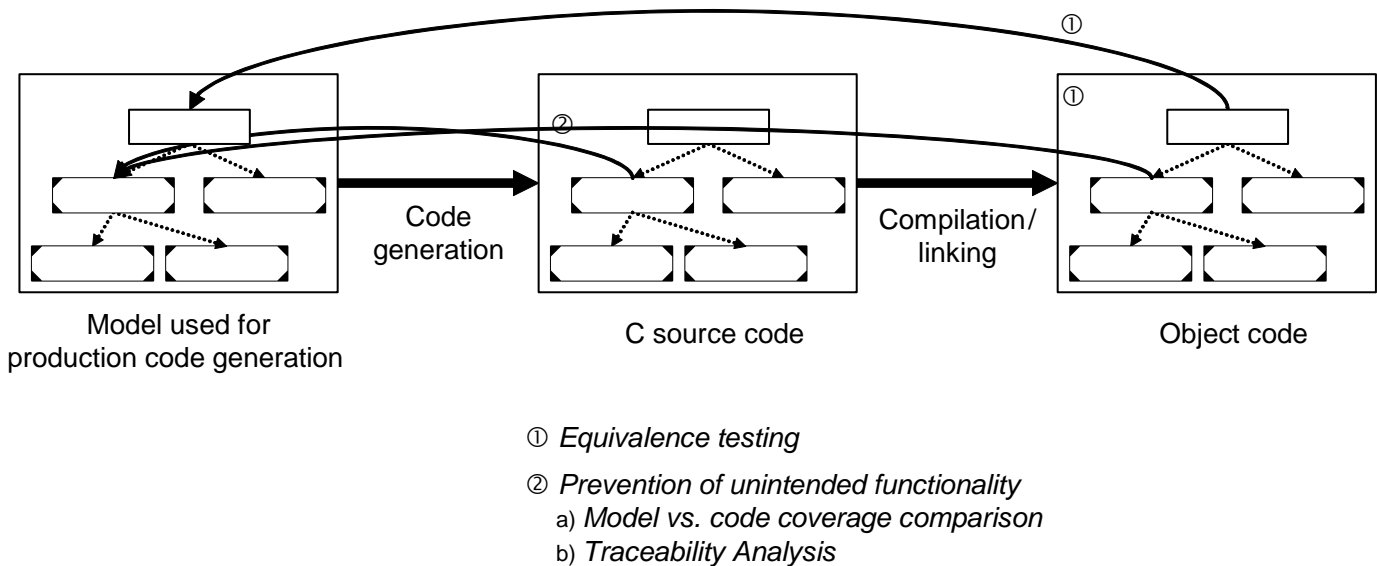 ①
①
②
Code
generation
Compilation/
linking
Model used for
production code generation
C source code
Object code
① Equivalence testing
② Prevention of unintended functionality
a) Model vs. code coverage comparison
b) Traceability Analysis